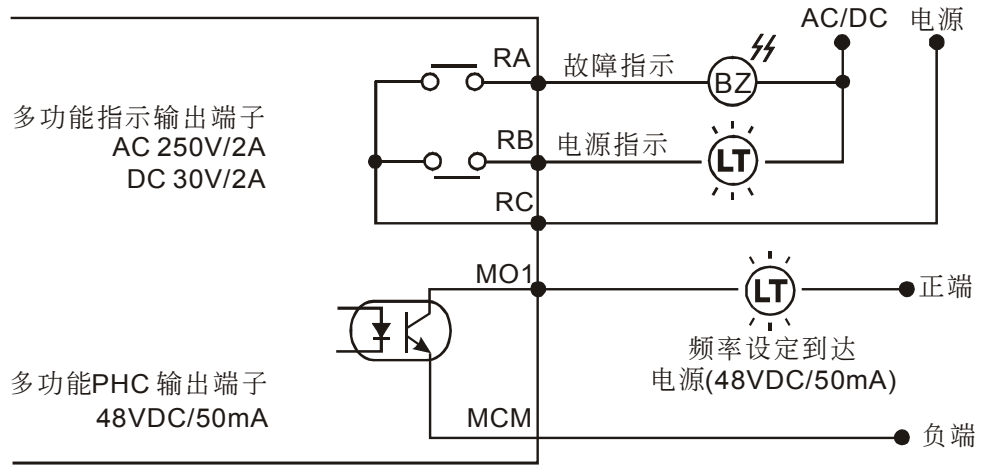 AC/DC 电源
RA
故障指示
BZ
多功能指示输出端子
AC 250V/2A
DC 30V/2A
RB
电源指示
LT
RC
MO1
LT
正端
频率设定到达
电源(48VDC/50mA)
多功能PHC 输出端子
48VDC/50mA
MCM
负端